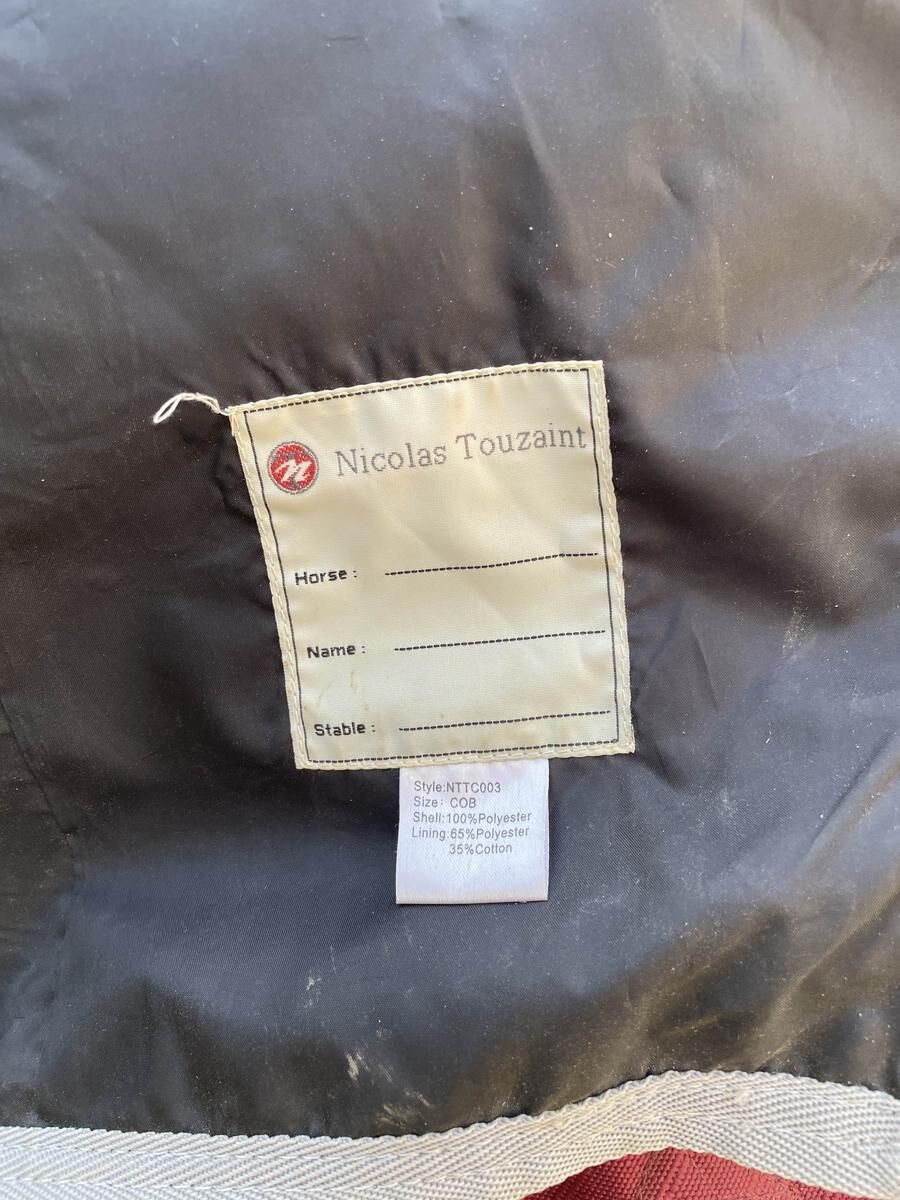 Nicolas Touzaint
Horse :
Name :
Stable :
Style:NTTC003
Size: COB
Shell:100%Polyester
Lining:65%Polyester
35%Cotton